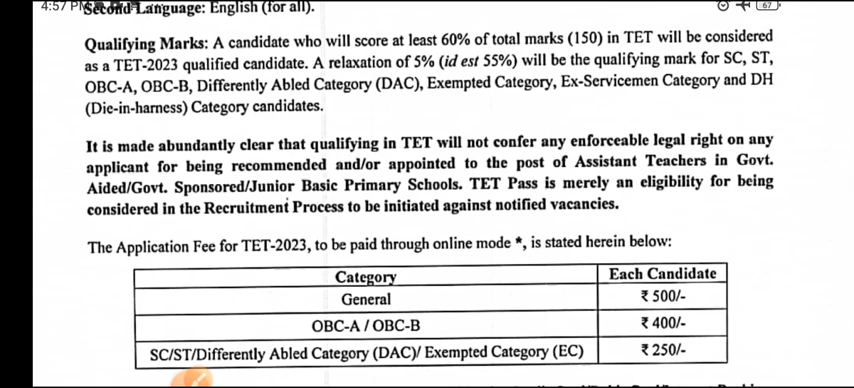 4:57 PM
Second Language: English (for all).
67
Qualifying Marks: A candidate who will score at least 60% of total marks (150) in TET will be considered
as a TET-2023 qualified candidate. A relaxation of 5% (id est 55%) will be the qualifying mark for SC, ST,
OBC-A, OBC-B, Differently Abled Category (DAC), Exempted Category, Ex-Servicemen Category and DH
(Die-in-harness) Category candidates.
It is made abundantly clear that qualifying in TET will not confer any enforceable legal right on any
applicant for being recommended and/or appointed to the post of Assistant Teachers in Govt.
Aided/Govt. Sponsored/Junior Basic Primary Schools. TET Pass is merely an eligibility for being
considered in the Recruitment Process to be initiated against notified vacancies.
The Application Fee for TET-2023, to be paid through online mode *, is stated herein below:
Category Each Candidate
General ₹ 500/-
OBC-A / OBC-B ₹ 400/-
SC/ST/Differently Abled Category (DAC)/ Exempted Category (EC) ₹ 250/-